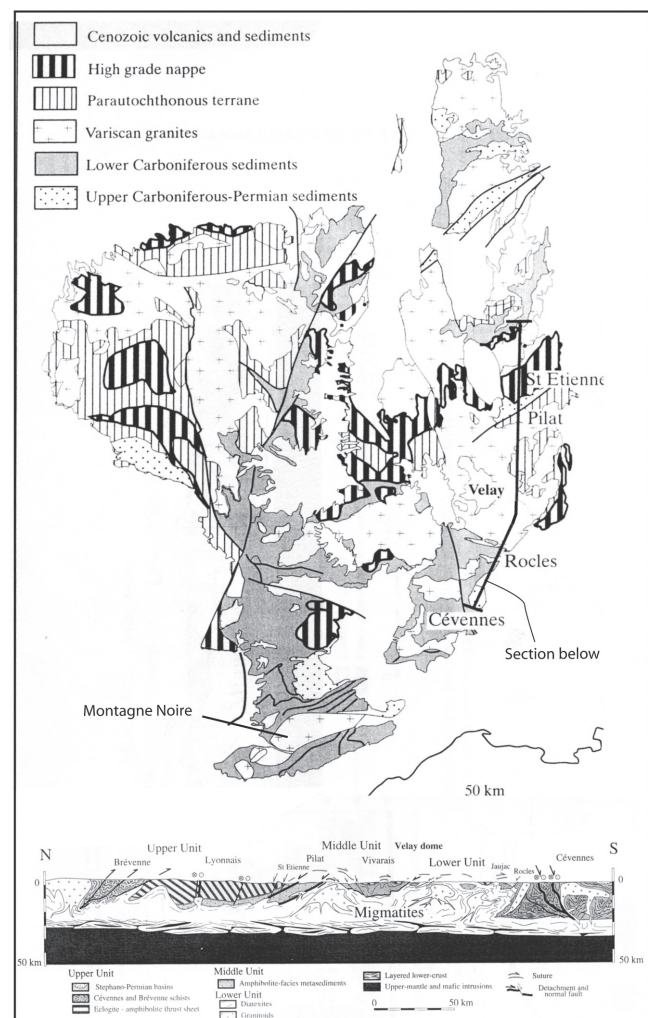 Cenozoic volcanics and sediments
High grade nappe
Parautochthonous terrane
Variscan granites
Lower Carboniferous sediments
Upper Carboniferous-Permian sediments
St Etienne
Pilat
Velay
Rocles
Cévennes
Section below
Montagne Noire
50 km
N
S
Upper Unit
Middle Unit
Velay dome
Lower Unit
Cévennes
Brévenne
Lyonnais
St Etienne
Pilat
Vivarais
Jaujac
Rocles
0
0
Migmatites
50 km
50 km
Upper Unit
Stephano-Permian basins
Cévennes and Brévenne schists
Eclogite - amphibolite thrust sheet
Middle Unit
Amphibolite-facies metasediments
Lower Unit
Diatexites
Granitoids
Layered lower-crust
Upper-mantle and mafic intrusions
0 50 km
Suture
Detachment and
normal fault